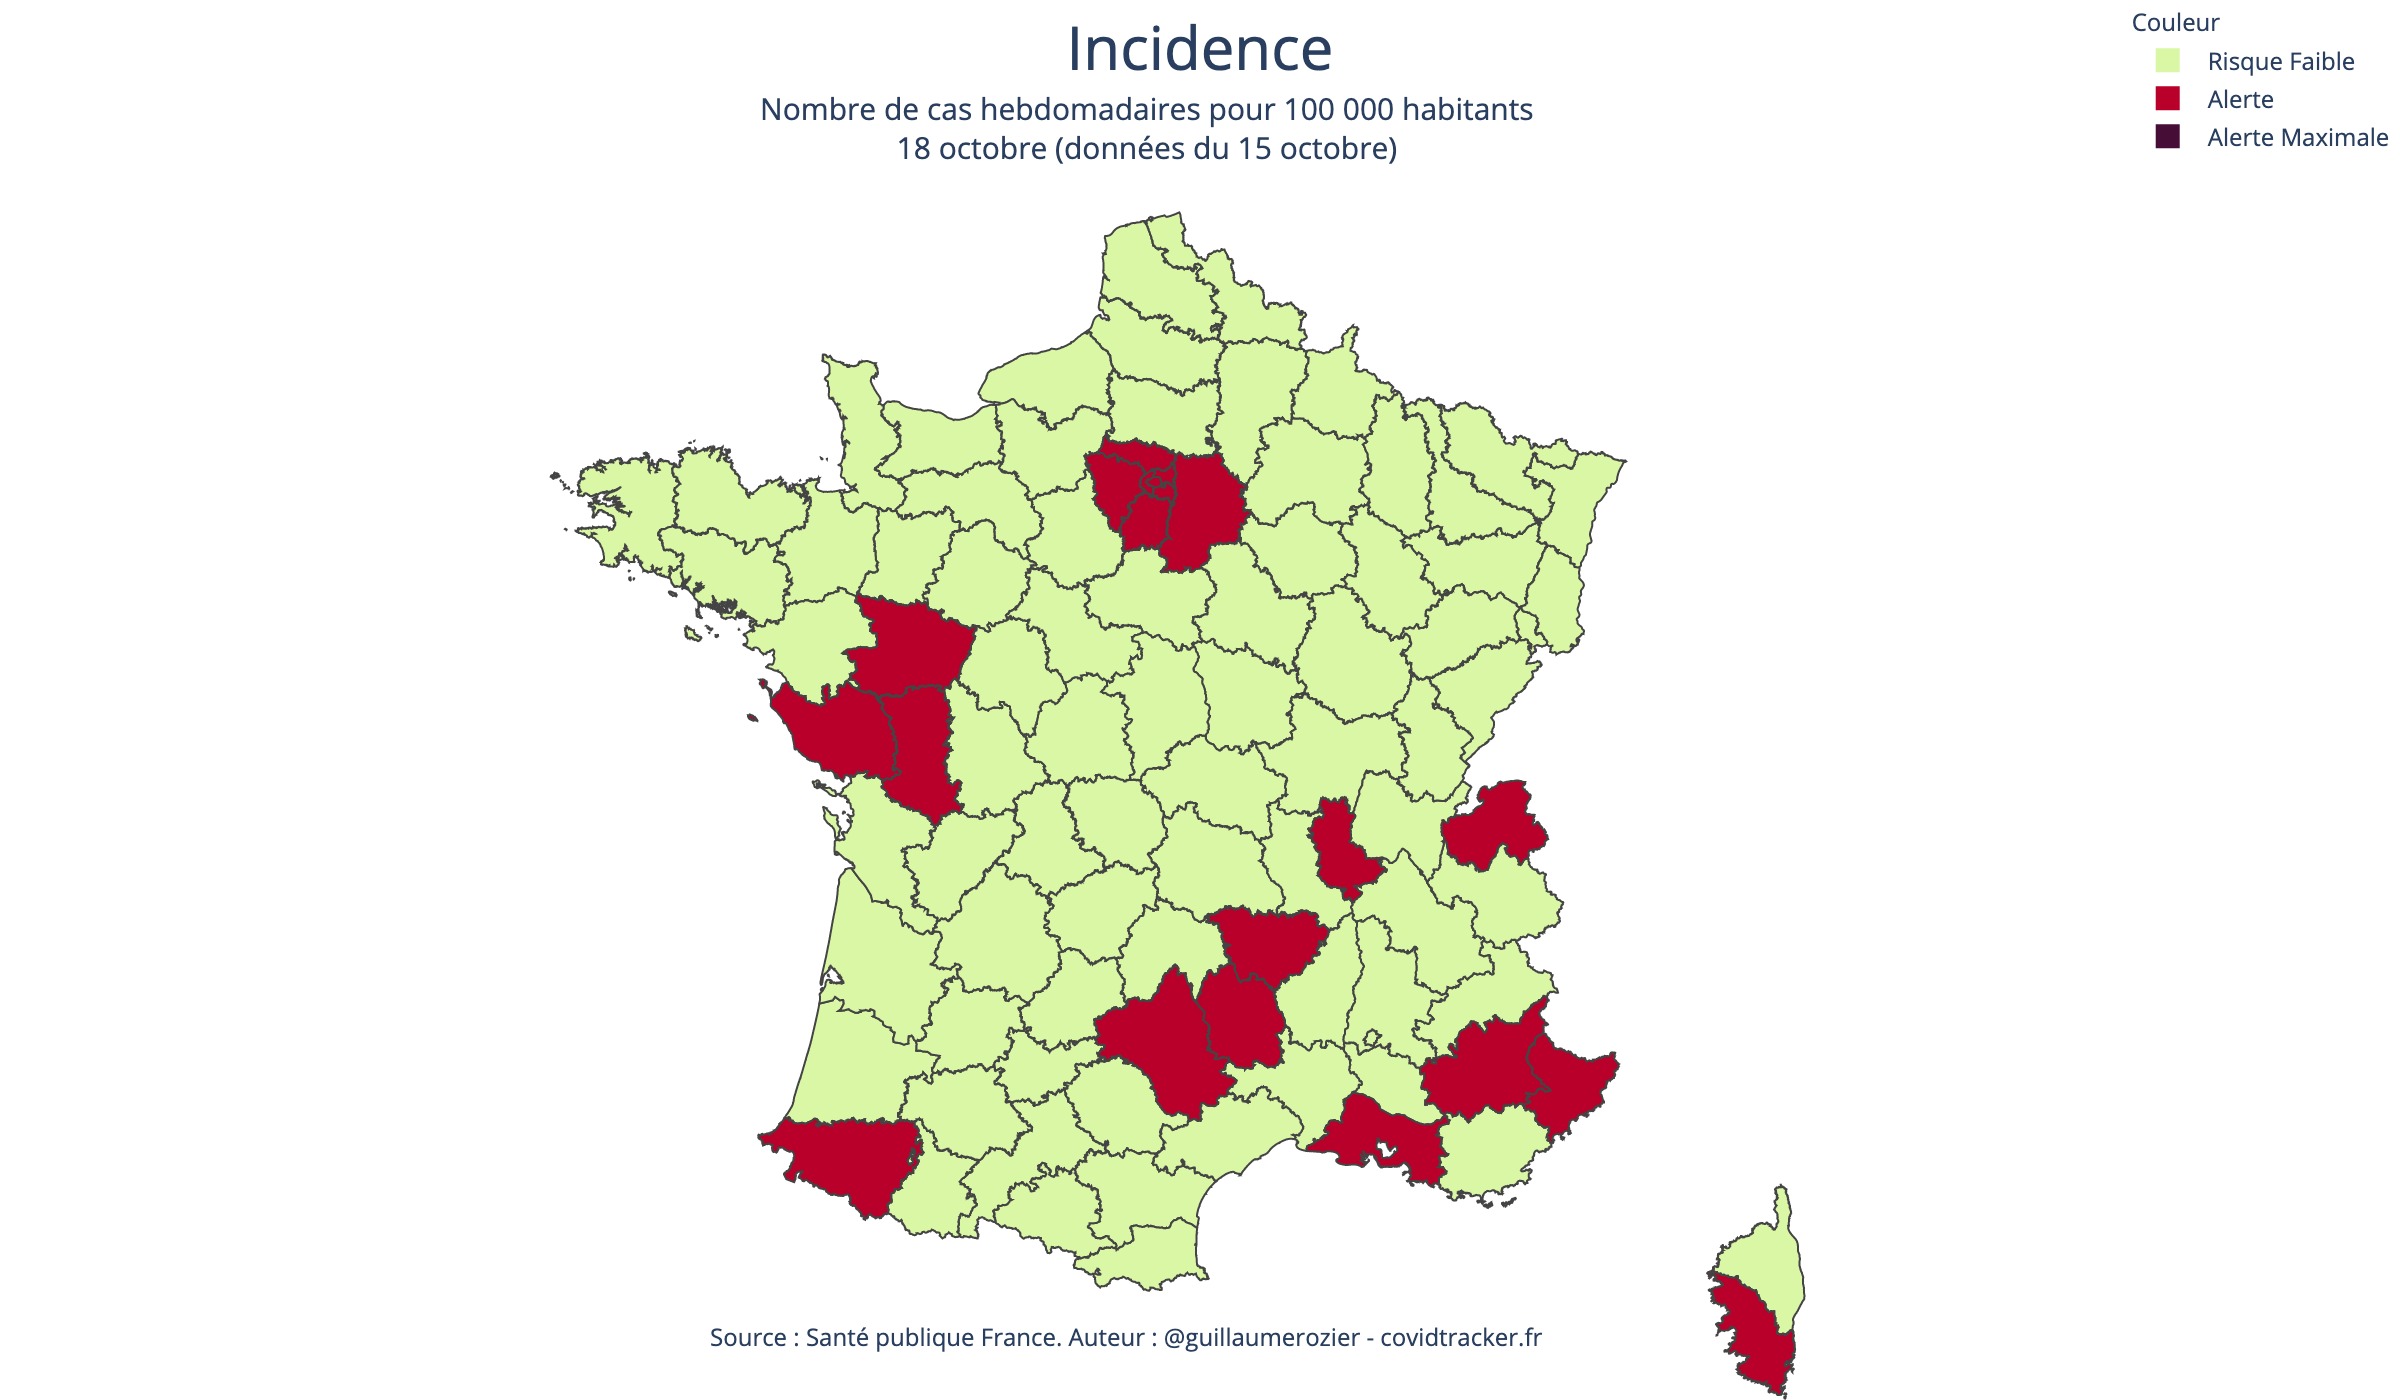 Incidence
Nombre de cas hebdomadaires pour 100 000 habitants
18 octobre (données du 15 octobre)
Couleur
Risque Faible
Alerte
Alerte Maximale
Source : Santé publique France. Auteur : @guillaumerozier - covidtracker.fr